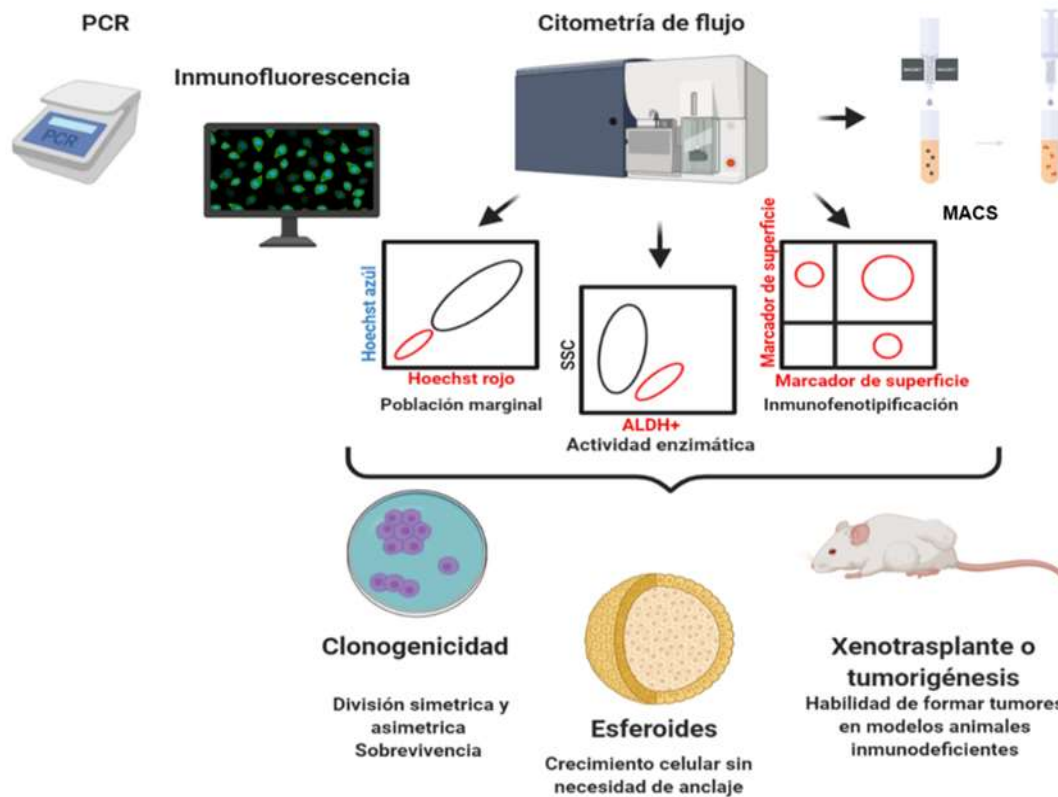 PCR
Citometría de flujo
Inmunofluorescencia
PCR
MACS
Hoechst azúl
Hoechst rojo
Población marginal
SSC
ALDH+
Actividad enzimática
Marcador de superficie
Marcador de superficie
Inmunofenotipificación
Clonogenicidad
División simetrica y
asimetrica
Sobrevivencia
Esferoides
Crecimiento celular sin
necesidad de anclaje
Xenotrasplante o
tumorigénesis
Habilidad de formar tumores
en modelos animales
inmunodeficientes